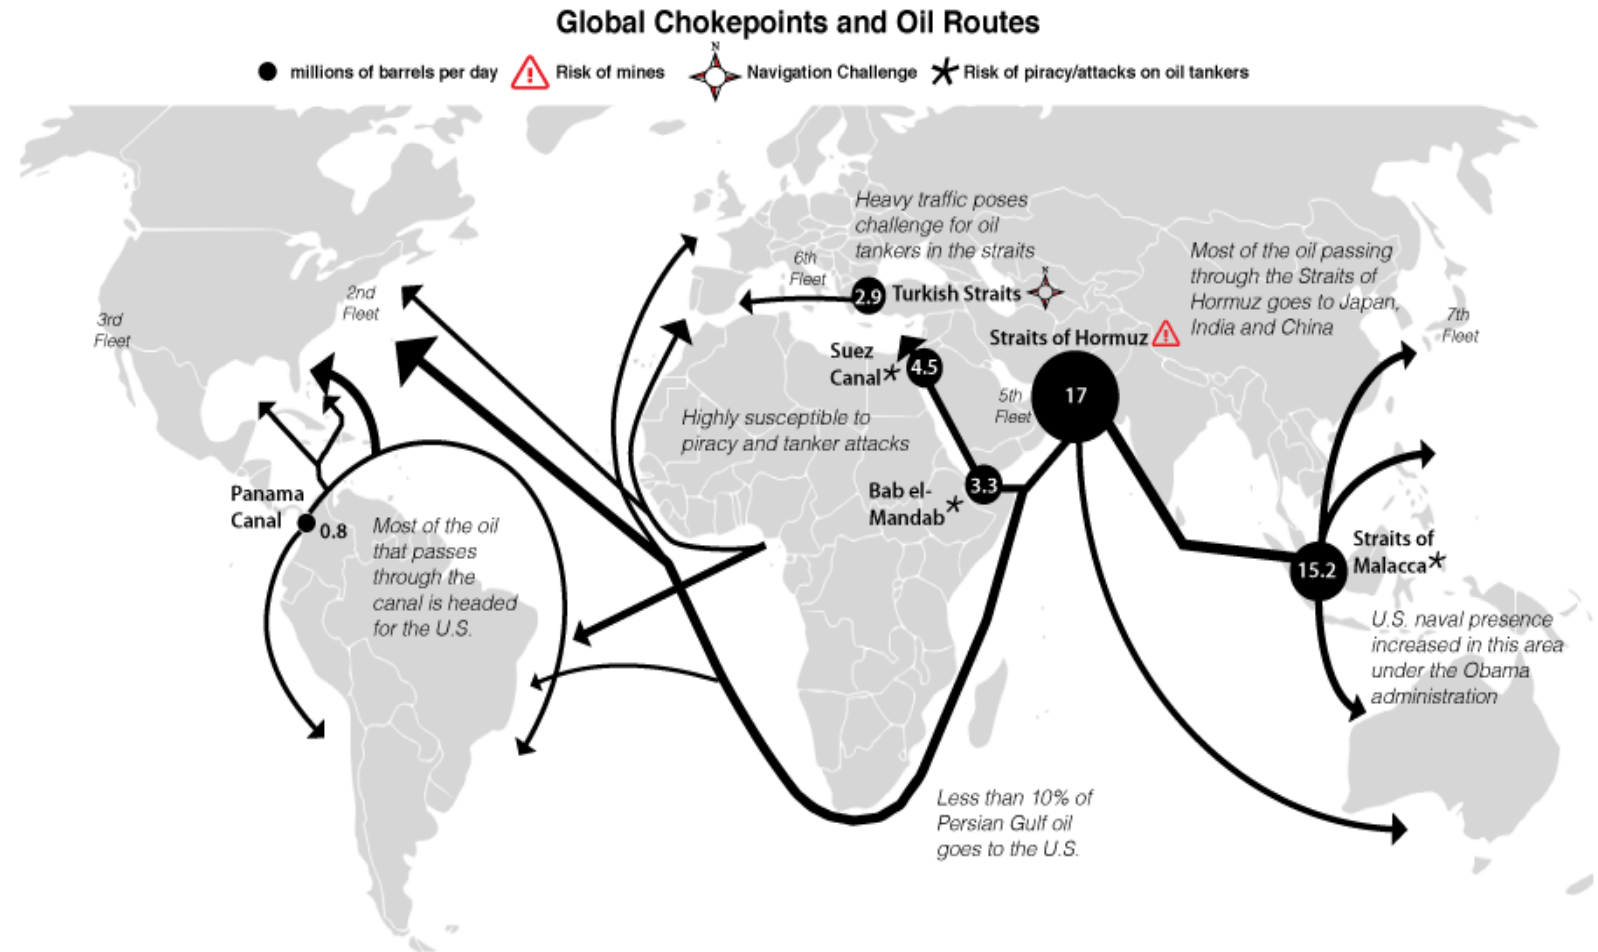 Global Chokepoints and Oil Routes
millions of barrels per day
Risk of mines
N
Navigation Challenge
Risk of piracy/attacks on oil tankers
3rd
Fleet
2nd
Fleet
6th
Fleet
Heavy traffic poses
challenge for oil
tankers in the straits
2.9
Turkish Straits
N
Most of the oil passing
through the Straits of
Hormuz goes to Japan,
India and China
7th
Fleet
Straits of Hormuz
17
5th
Fleet
Suez
Canal
4.5
Highly susceptible to
piracy and tanker attacks
Bab el-
Mandab
3.3
Panama
Canal
0.8
Most of the oil
that passes
through the
canal is headed
for the U.S.
15.2
Straits of
Malacca
U.S. naval presence
increased in this area
under the Obama
administration
Less than 10% of
Persian Gulf oil
goes to the U.S.